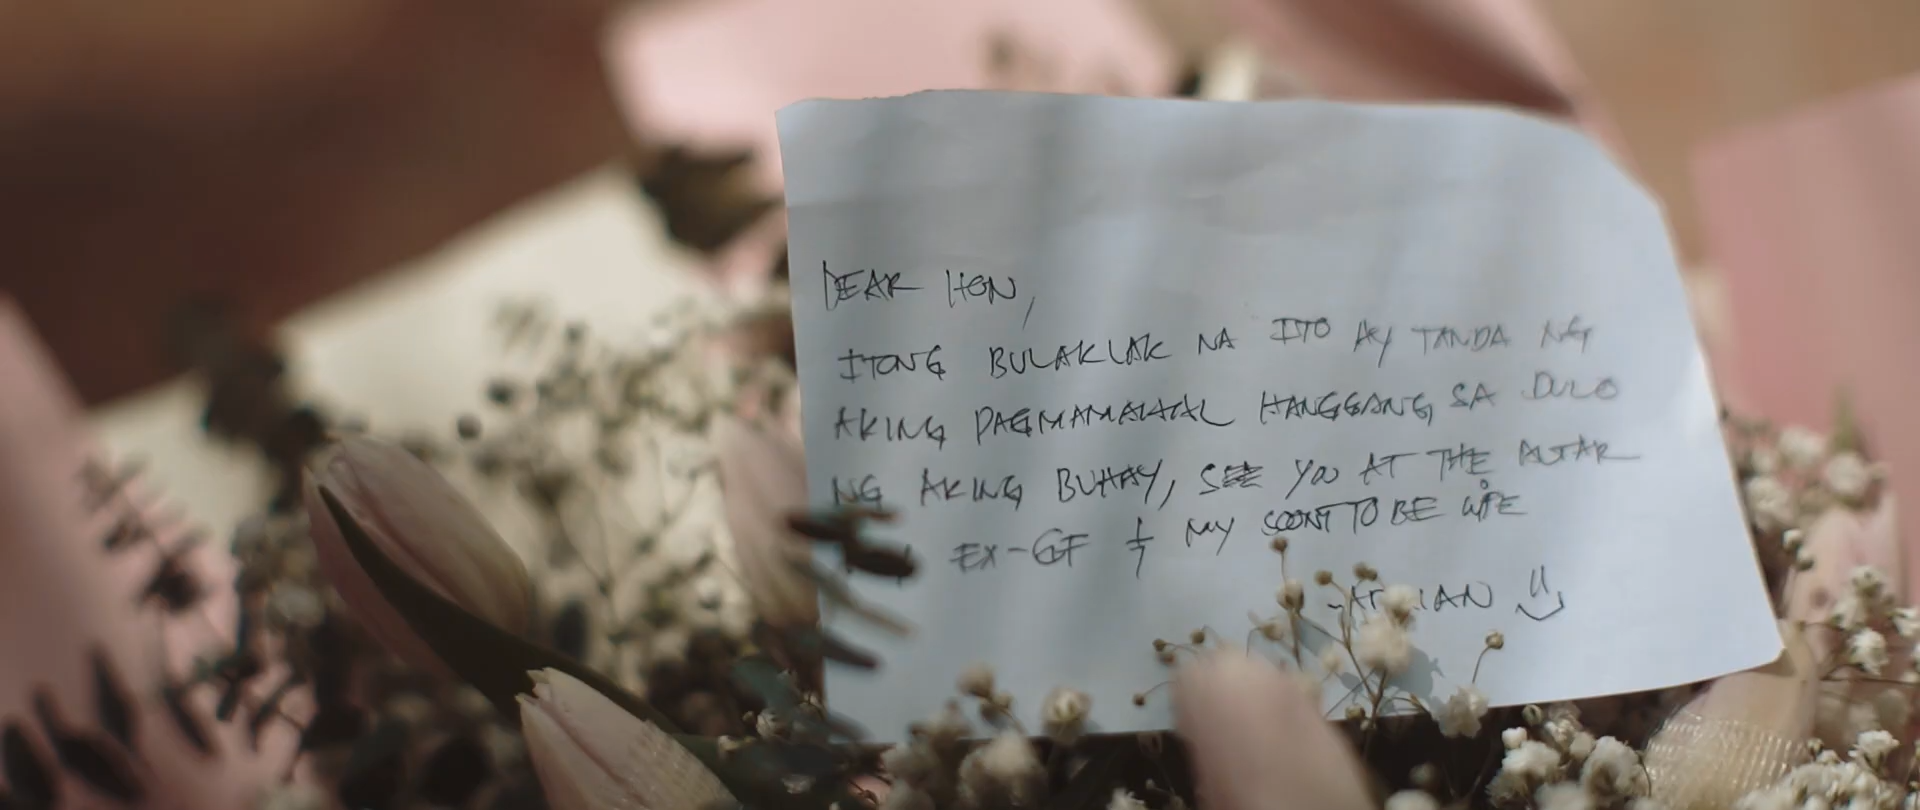 DEAR HON,
ITONG BULAKLAK NA ITO AY TANDA NG
AKING PAGMAMAHAL HANGGANG SA DULO
NG AKING BUHAY, SEE YOU AT THE ALTAR
EX-GF & MY SOON TO BE WIFE